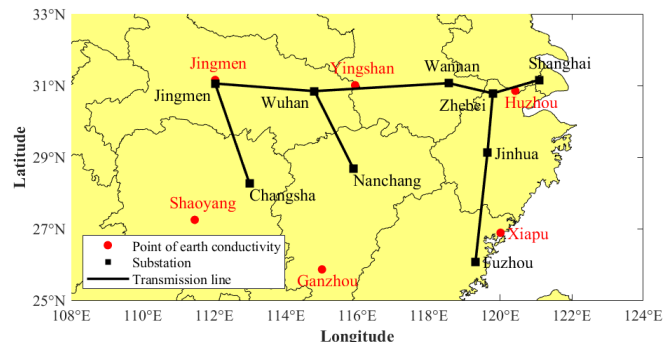 33°N
31°N
29°N
27°N
25°N
Latitude
Jingmen
Yingshan
Wannan
Shanghai
Jingmen
Wuhan
Zhebei
Huzhou
Jinhua
Nanchang
Changsha
Shaoyang
Xiapu
Ganzhou
Fuzhou
Point of earth conductivity
Substation
Transmission line
108°E 110°E 112°E 114°E 116°E 118°E 120°E 122°E 124°E
Longitude